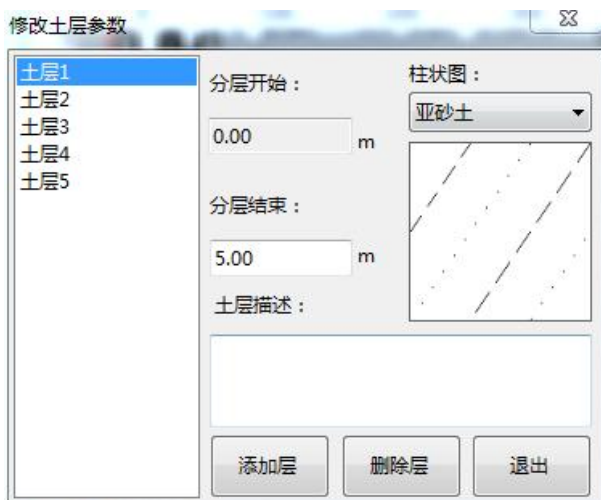 修改土层参数
土层1
土层2
土层3
土层4
土层5
分层开始：
0.00 m
分层结束：
5.00 m
柱状图：
亚砂土
土层描述：
添加层
删除层
退出